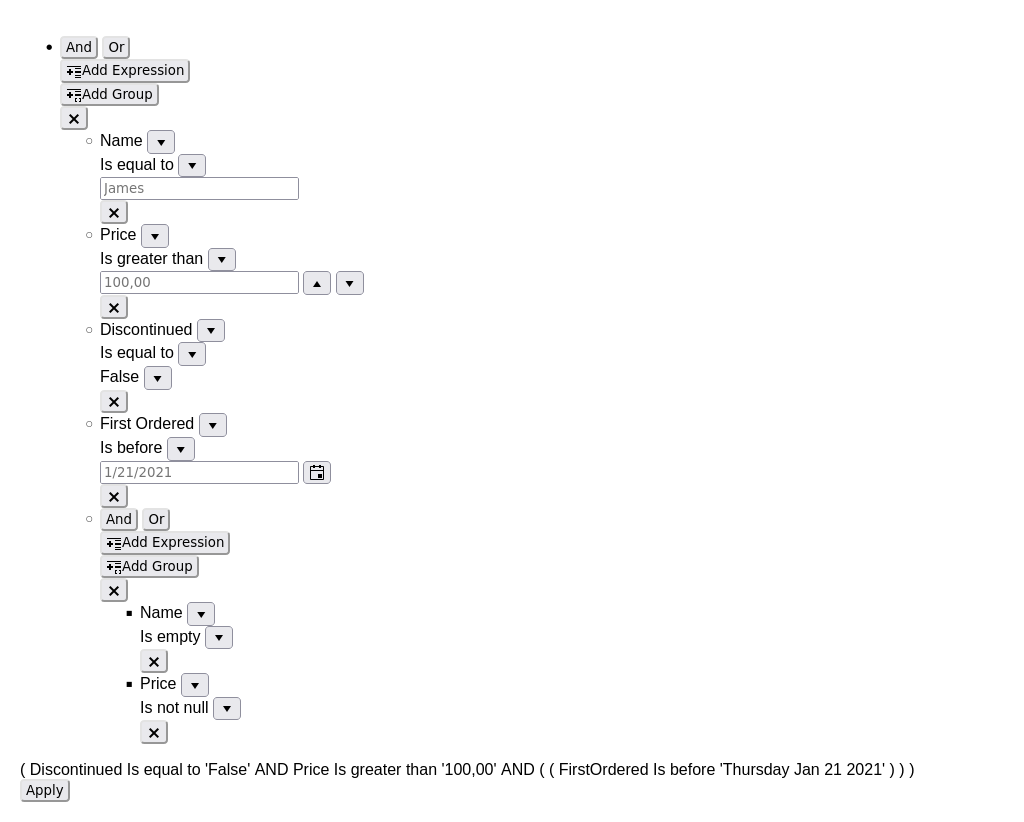 And Or
Add Expression
Add Group
Name
Is equal to
James
Price
Is greater than
100,00
Discontinued
Is equal to
False
First Ordered
Is before
1/21/2021
And Or
Add Expression
Add Group
Name
Is empty
Price
Is not null
( Discontinued Is equal to 'False' AND Price Is greater than '100,00' AND ( ( FirstOrdered Is before 'Thursday Jan 21 2021' ) ) )
Apply